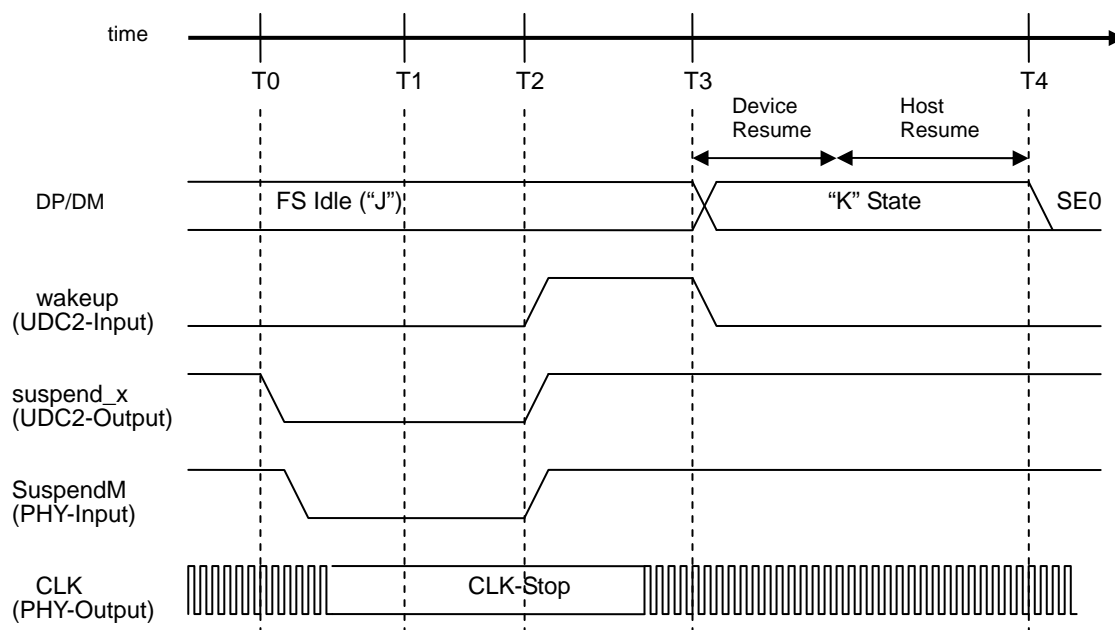 time
T0
T1
T2
T3
T4
Device
Resume
Host
Resume
DP/DM
FS Idle (“J”)
“K” State
SE0
wakeup
(UDC2-Input)
suspend_x
(UDC2-Output)
SuspendM
(PHY-Input)
CLK
(PHY-Output)
CLK-Stop